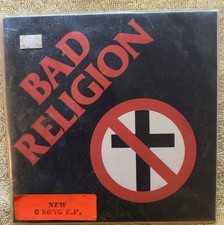 BAD
RELIGION
NEW
6 SONG E.P.